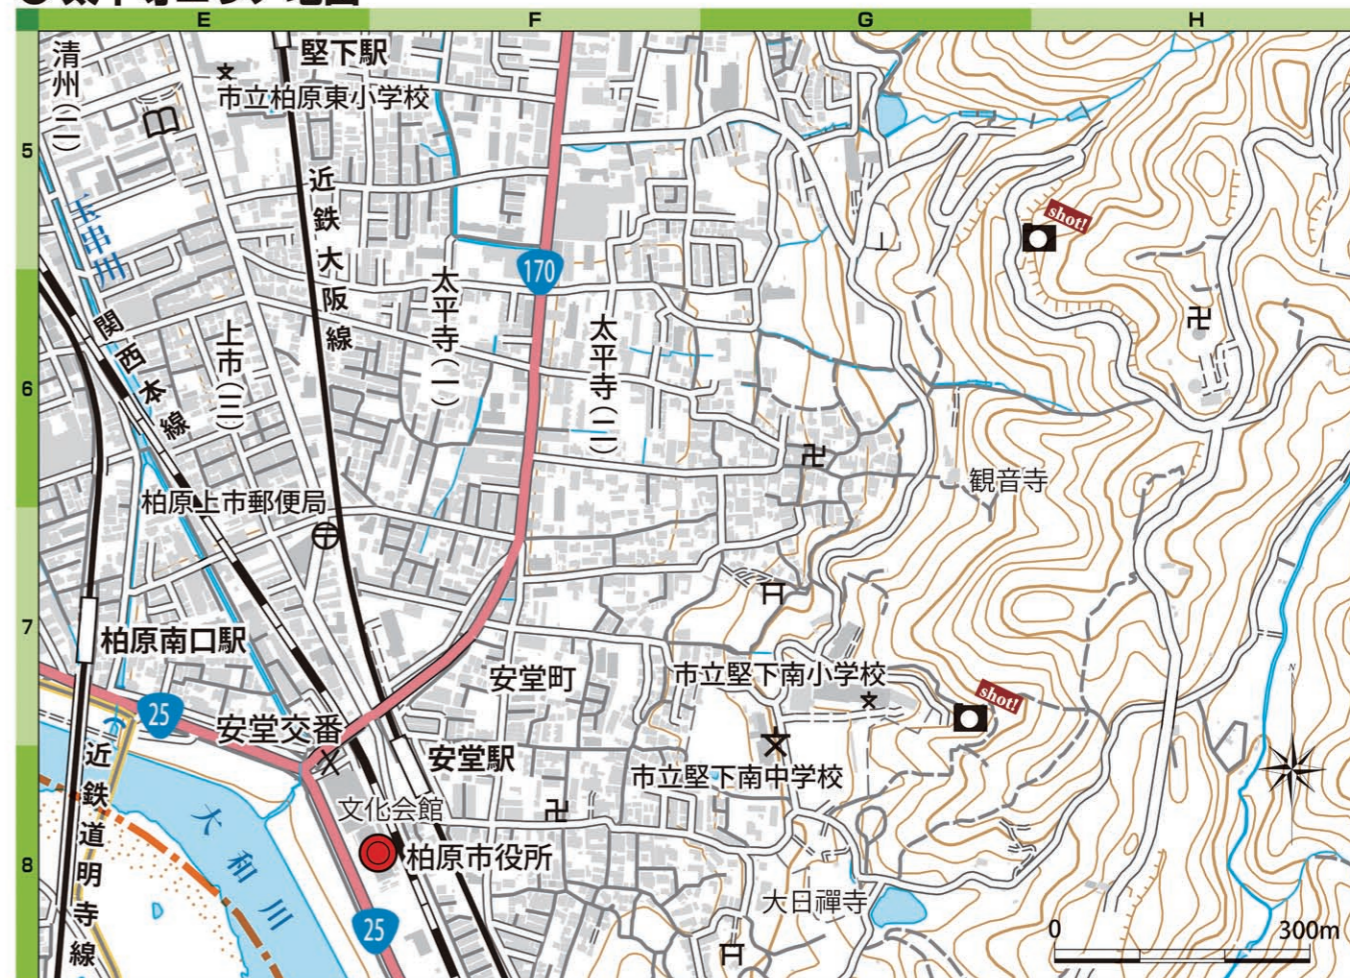 E F G H
5
6
7
8
清州(二)
堅下駅
市立柏原東小学校
近鉄大阪線
玉串川
shot!
170
太平寺(一)
太平寺(二)
関西本線
上市(三)
観音寺
柏原上市郵便局
柏原南口駅
安堂町
市立堅下南小学校
shot!
25
安堂交番
安堂駅
市立堅下南中学校
近鉄道明寺線
文化会館
大和川
柏原市役所
大日禪寺
25
N
0 300m